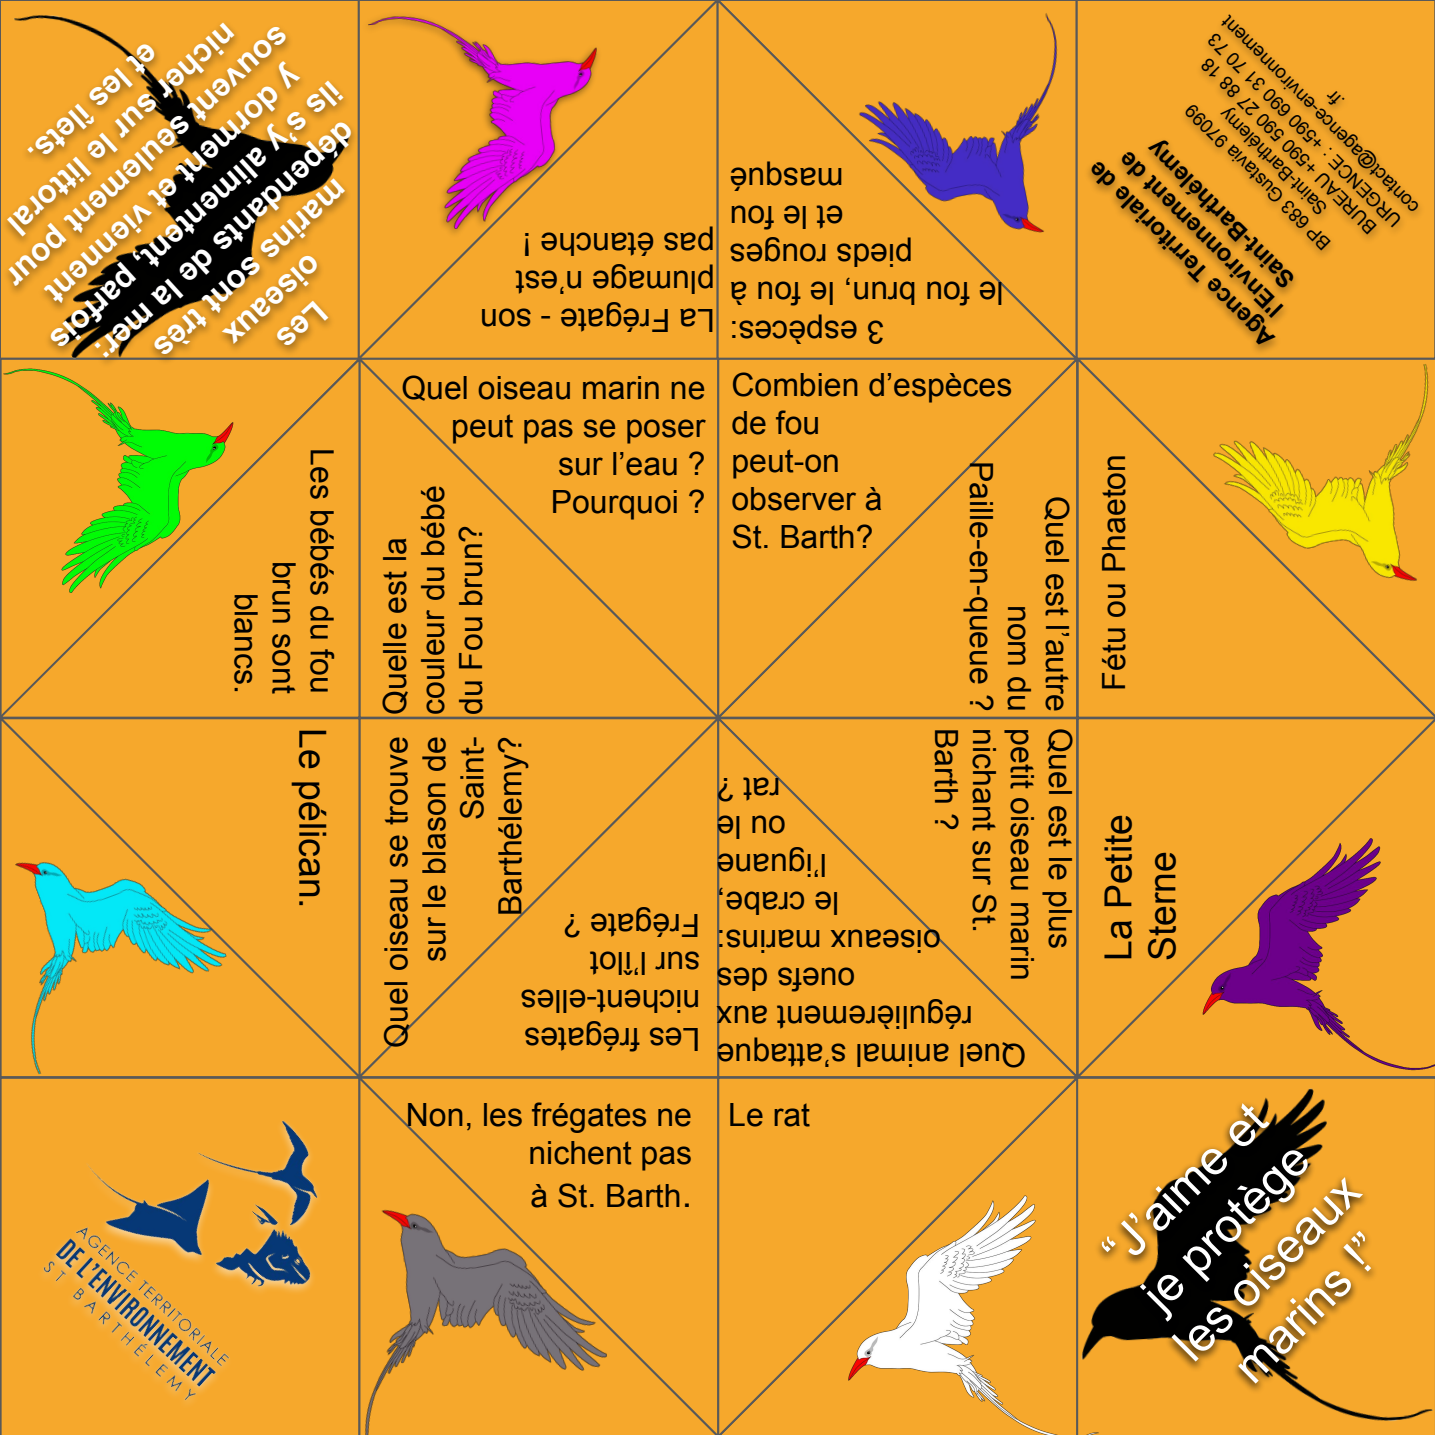 Les
oiseaux
marins sont très
dépendants de la mer:
ils s'y alimentent, parfois
y dorment et viennent
souvent seulement pour
nicher sur le littoral
et les îlets.
La Frégate - son
plumage n'est
pas étanche !
3 espèces:
le fou brun, le fou à
pieds rouges
et le fou
masqué
Agence Territoriale de
l'Environnement de
Saint-Barthélemy
BP 683 Gustavia 97099
Saint-Barthélemy
BUREAU +590 590 27 88 18
URGENCE : +590 690 31 70 73
contact@agence-environnement
.fr
Les bébés du fou
brun sont
blancs.
Quel oiseau marin ne
peut pas se poser
sur l'eau ?
Pourquoi ?
Quelle est la
couleur du bébé
du Fou brun?
Combien d'espèces
de fou
peut-on
observer à
St. Barth?
Quel est l'autre
nom du
Paille-en-queue ?
Fétu ou Phaeton
Le pélican.
Quel oiseau se trouve
sur le blason de
Saint-
Barthélemy?
Les frégates
nichent-elles
sur l'îlot
Frégate ?
Quel animal s'attaque
régulièrement aux
ouefs des
oiseaux marins:
le crabe,
l'iguane
ou le
rat ?
Quel est le plus
petit oiseau marin
nichant sur St.
Barth ?
La Petite
Sterne
AGENCE TERRITORIALE
DE L'ENVIRONNEMENT
ST BARTHÉLEMY
Non, les frégates ne
nichent pas
à St. Barth.
Le rat
“ J'aime et
je protège
les oiseaux
marins !”